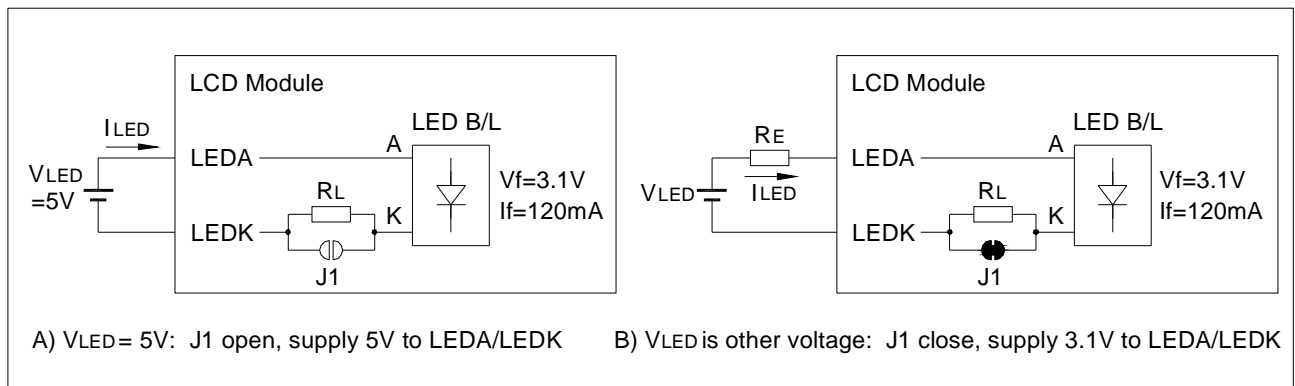 LCD Module
LED B/L
ILED
LEDA
A
VLED
=5V
Vf=3.1V
If=120mA
RL
K
LEDK
J1
A) VLED = 5V: J1 open, supply 5V to LEDA/LEDK
LCD Module
LED B/L
RE
LEDA
A
VLED
ILED
Vf=3.1V
If=120mA
RL
K
LEDK
J1
B) VLED is other voltage: J1 close, supply 3.1V to LEDA/LEDK